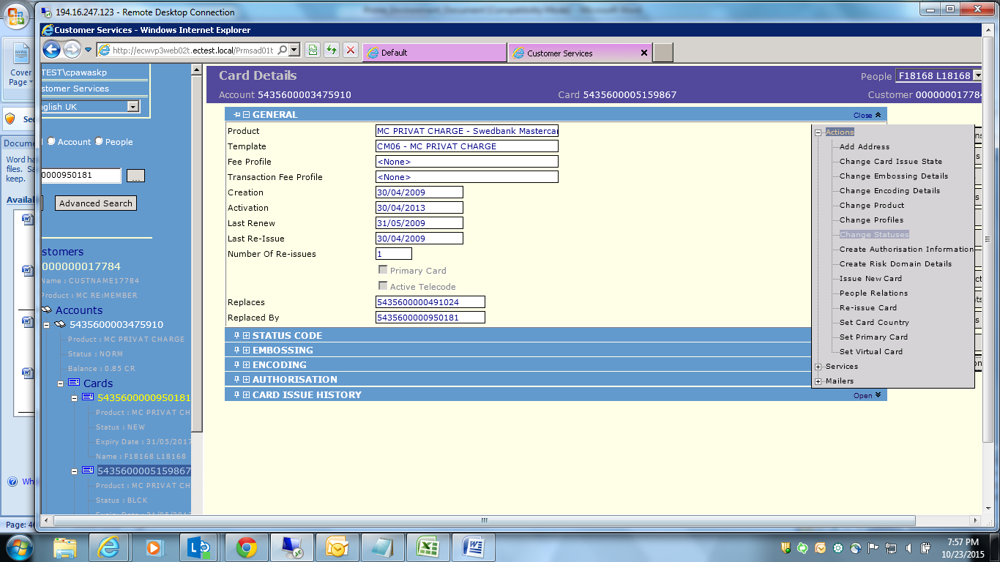 194.16.247.123 - Remote Desktop Connection
Customer Services - Windows Internet Explorer
http://ecwvp3web02t.ectest.local/Prmsad01t
Default
Customer Services
Cover
Page
TEST\cpawaskp
stomer Services
nglish UK
Account
People
0000950181
...
Advanced Search
Docume
Word ha
files. Sa
keep.
Availal
stomers
000000017784
Name : CUSTNAME17784
Product : MC RE:MEMBER
Accounts
5435600003475910
Product : MC PRIVAT CHARGE
Status : NORM
Balance : 0.85 CR
Cards
5435600000950181
Product : MC PRIVAT CH
Status : NEW
Expiry Date : 31/05/2017
Name : F18168 L18168
5435600005159867
Product : MC PRIVAT CH
Status : BLCK
Card Details
People F18168 L18168
Account 5435600003475910
Card 5435600005159867
Customer 00000001778
GENERAL
Close
Product MC PRIVAT CHARGE - Swedbank Masterca
Template CM06 - MC PRIVAT CHARGE
Fee Profile <None>
Transaction Fee Profile <None>
Creation 30/04/2009
Activation 30/04/2013
Last Renew 31/05/2009
Last Re-Issue 30/04/2009
Number Of Re-issues 1
Primary Card
Active Telecode
Replaces 5435600000491024
Replaced By 5435600000950181
STATUS CODE
EMBOSSING
ENCODING
AUTHORISATION
CARD ISSUE HISTORY
Open
Actions
Add Address
Change Card Issue State
Change Embossing Details
Change Encoding Details
Change Product
Change Profiles
Change Statuses
Create Authorisation Information
Create Risk Domain Details
Issue New Card
People Relations
Re-issue Card
Set Card Country
Set Primary Card
Set Virtual Card
Services
Mailers
Page: 4
7:57 PM
10/23/2015